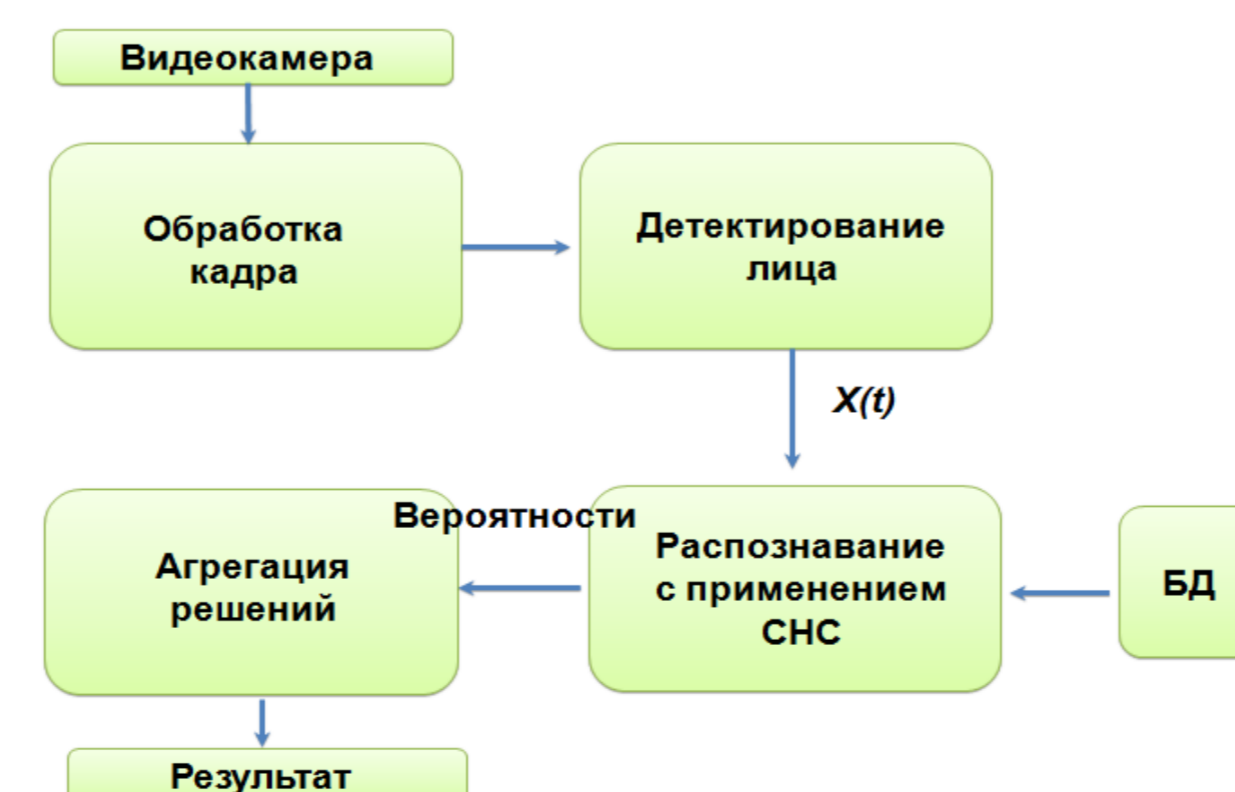 Видеокамера
Обработка
кадра
Детектирование
лица
X(t)
Вероятности
Агрегация
решений
Распознавание
с применением
СНС
БД
Результат